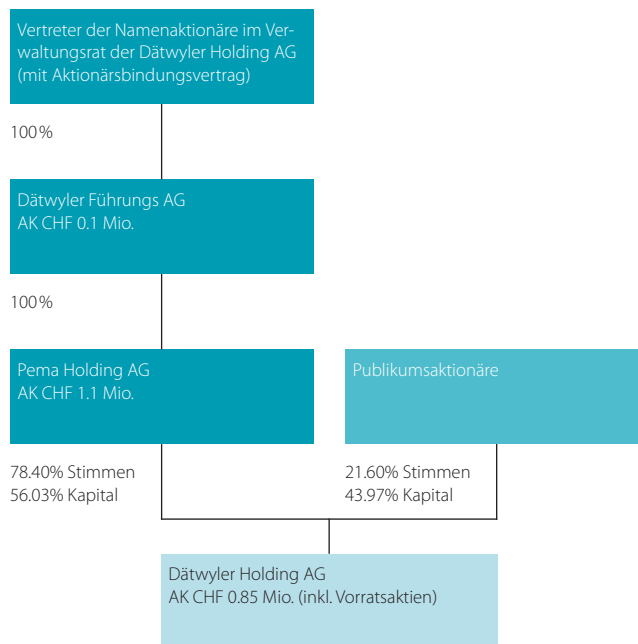 Vertreter der Namenaktionäre im Ver-
waltungsrat der Dätwyler Holding AG
(mit Aktionärsbindungsvertrag)
100%
Dätwyler Führungs AG
AK CHF 0.1 Mio.
100%
Pema Holding AG
AK CHF 1.1 Mio.
Publikumsaktionäre
78.40% Stimmen
56.03% Kapital
21.60% Stimmen
43.97% Kapital
Dätwyler Holding AG
AK CHF 0.85 Mio. (inkl. Vorratsaktien)